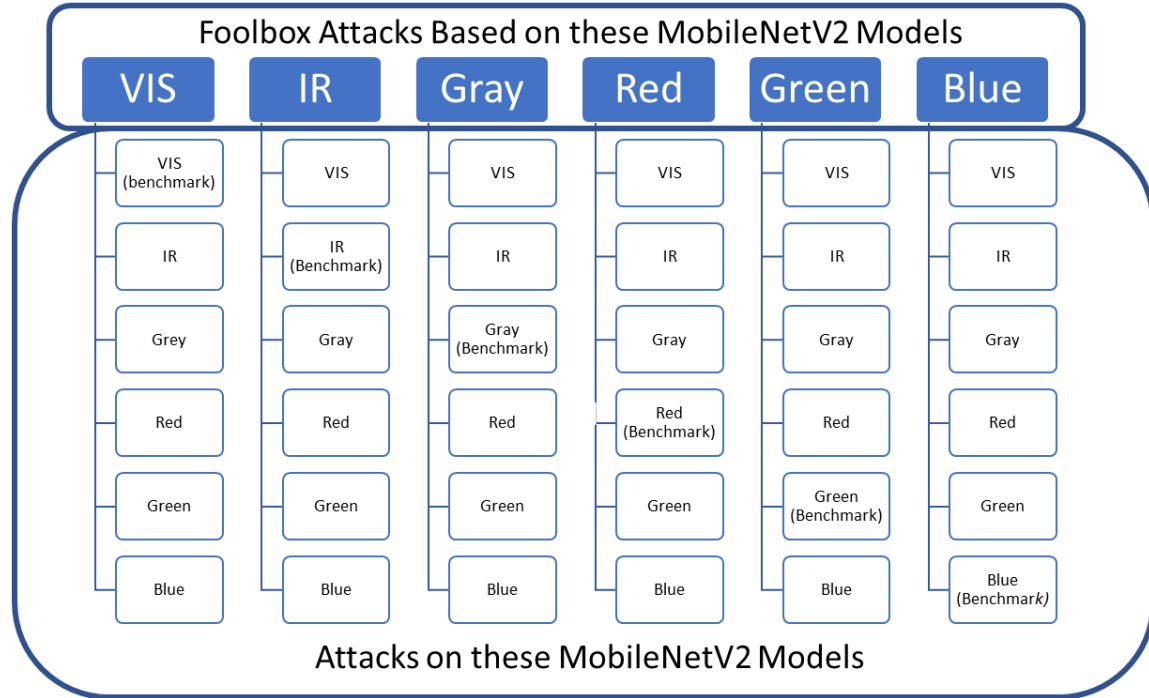 Foolbox Attacks Based on these MobileNetV2 Models
VIS
IR
Gray
Red
Green
Blue
VIS
(benchmark)
IR
Grey
Red
Green
Blue
VIS
IR
(Benchmark)
Gray
Red
Green
Blue
VIS
IR
Gray
(Benchmark)
Red
Green
Blue
VIS
IR
Gray
Red
(Benchmark)
Green
Blue
VIS
IR
Gray
Red
Green
(Benchmark)
Blue
VIS
IR
Gray
Red
Green
Blue
(Benchmark)
Attacks on these MobileNetV2 Models